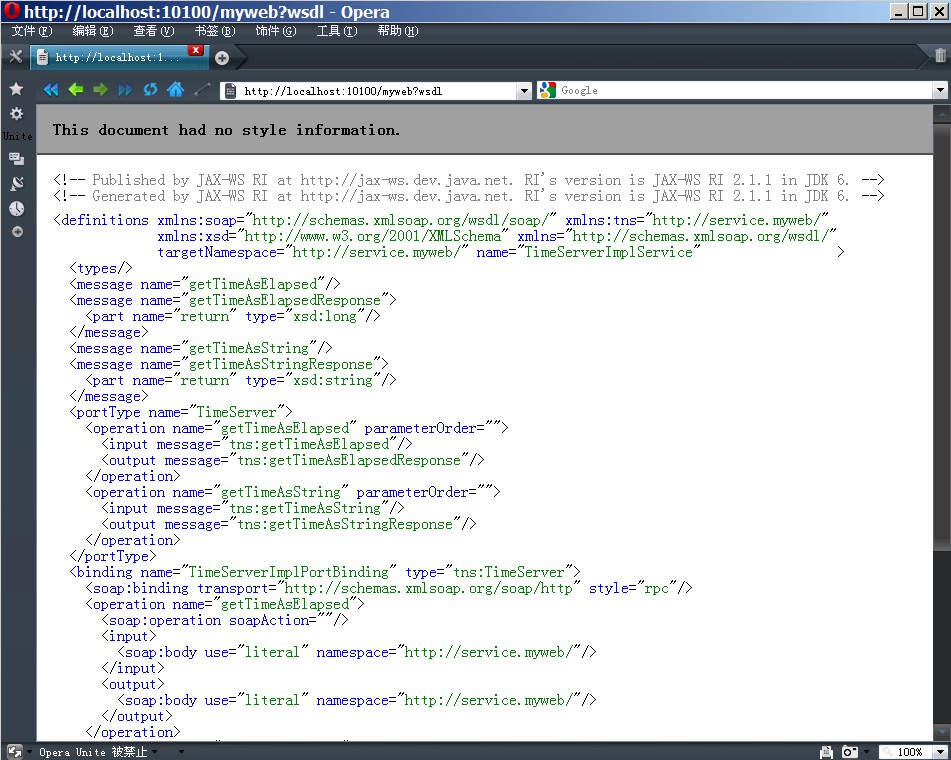 http://localhost:10100/myweb?wsdl - Opera
文件(F) 编辑(E) 查看(V) 书签(B) 饰件(G) 工具(T) 帮助(H)
http://localhost:1...
http://localhost:10100/myweb?wsdl Google
Unite
This document had no style information.
<!-- Published by JAX-WS RI at http://jax-ws.dev.java.net. RI's version is JAX-WS RI 2.1.1 in JDK 6. -->
<!-- Generated by JAX-WS RI at http://jax-ws.dev.java.net. RI's version is JAX-WS RI 2.1.1 in JDK 6. -->
<definitions xmlns:soap="http://schemas.xmlsoap.org/wsdl/soap/" xmlns:tns="http://service.myweb/"
xmlns:xsd="http://www.w3.org/2001/XMLSchema" xmlns="http://schemas.xmlsoap.org/wsdl/"
targetNamespace="http://service.myweb/" name="TimeServerImplService" >
<types/>
<message name="getTimeAsElapsed"/>
<message name="getTimeAsElapsedResponse">
<part name="return" type="xsd:long"/>
</message>
<message name="getTimeAsString"/>
<message name="getTimeAsStringResponse">
<part name="return" type="xsd:string"/>
</message>
<portType name="TimeServer">
<operation name="getTimeAsElapsed" parameterOrder="">
<input message="tns:getTimeAsElapsed"/>
<output message="tns:getTimeAsElapsedResponse"/>
</operation>
<operation name="getTimeAsString" parameterOrder="">
<input message="tns:getTimeAsString"/>
<output message="tns:getTimeAsStringResponse"/>
</operation>
</portType>
<binding name="TimeServerImplPortBinding" type="tns:TimeServer">
<soap:binding transport="http://schemas.xmlsoap.org/soap/http" style="rpc"/>
<operation name="getTimeAsElapsed">
<soap:operation soapAction=""/>
<input>
<soap:body use="literal" namespace="http://service.myweb/"/>
</input>
<output>
<soap:body use="literal" namespace="http://service.myweb/"/>
</output>
</operation>
Opera Unite 被禁止 100%